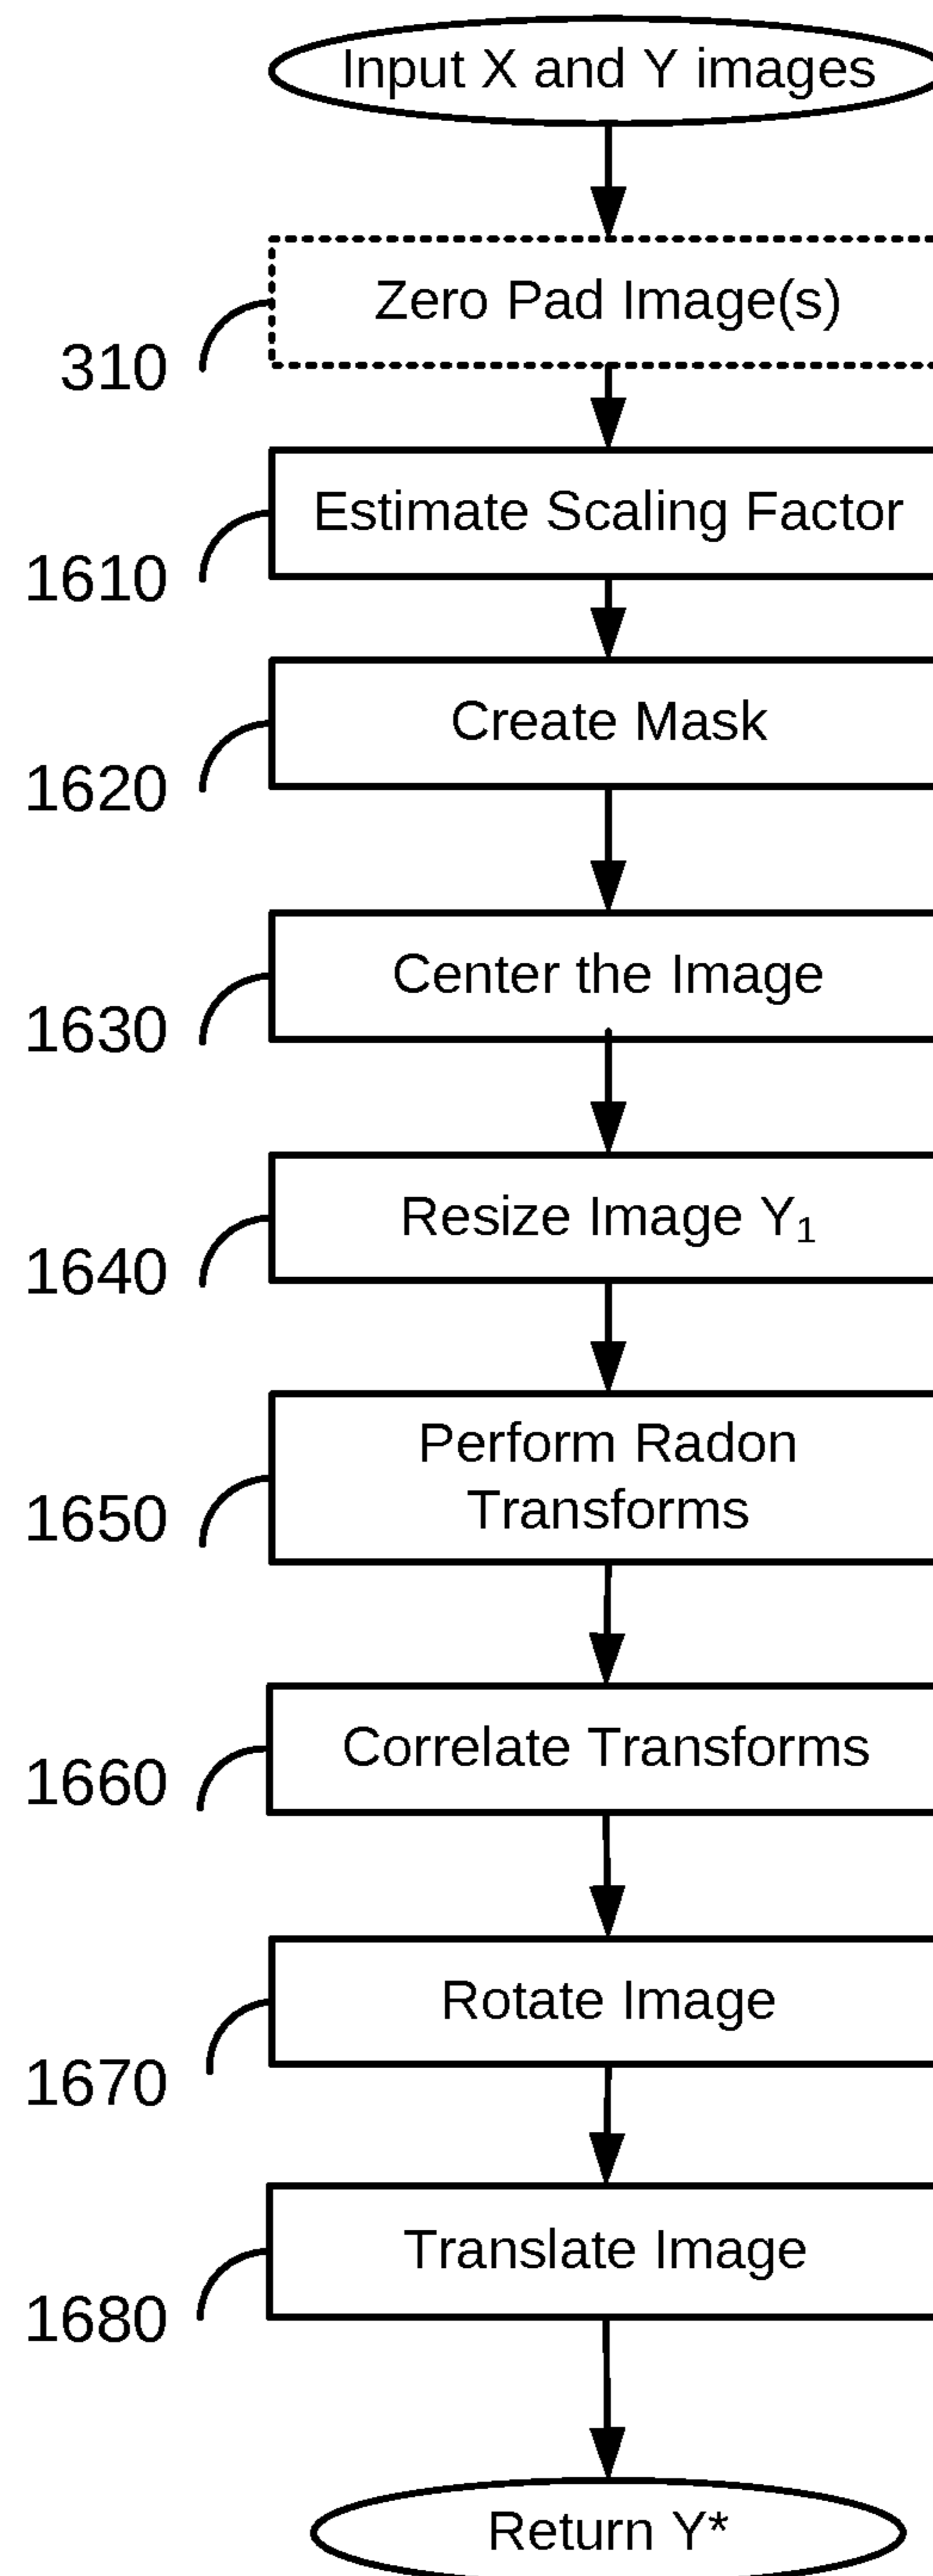 Input X and Y images
Zero Pad Image(s)
310
Estimate Scaling Factor
1610
Create Mask
1620
Center the Image
1630
Resize Image Y₁
1640
Perform Radon
Transforms
1650
Correlate Transforms
1660
Rotate Image
1670
Translate Image
1680
Return Y*